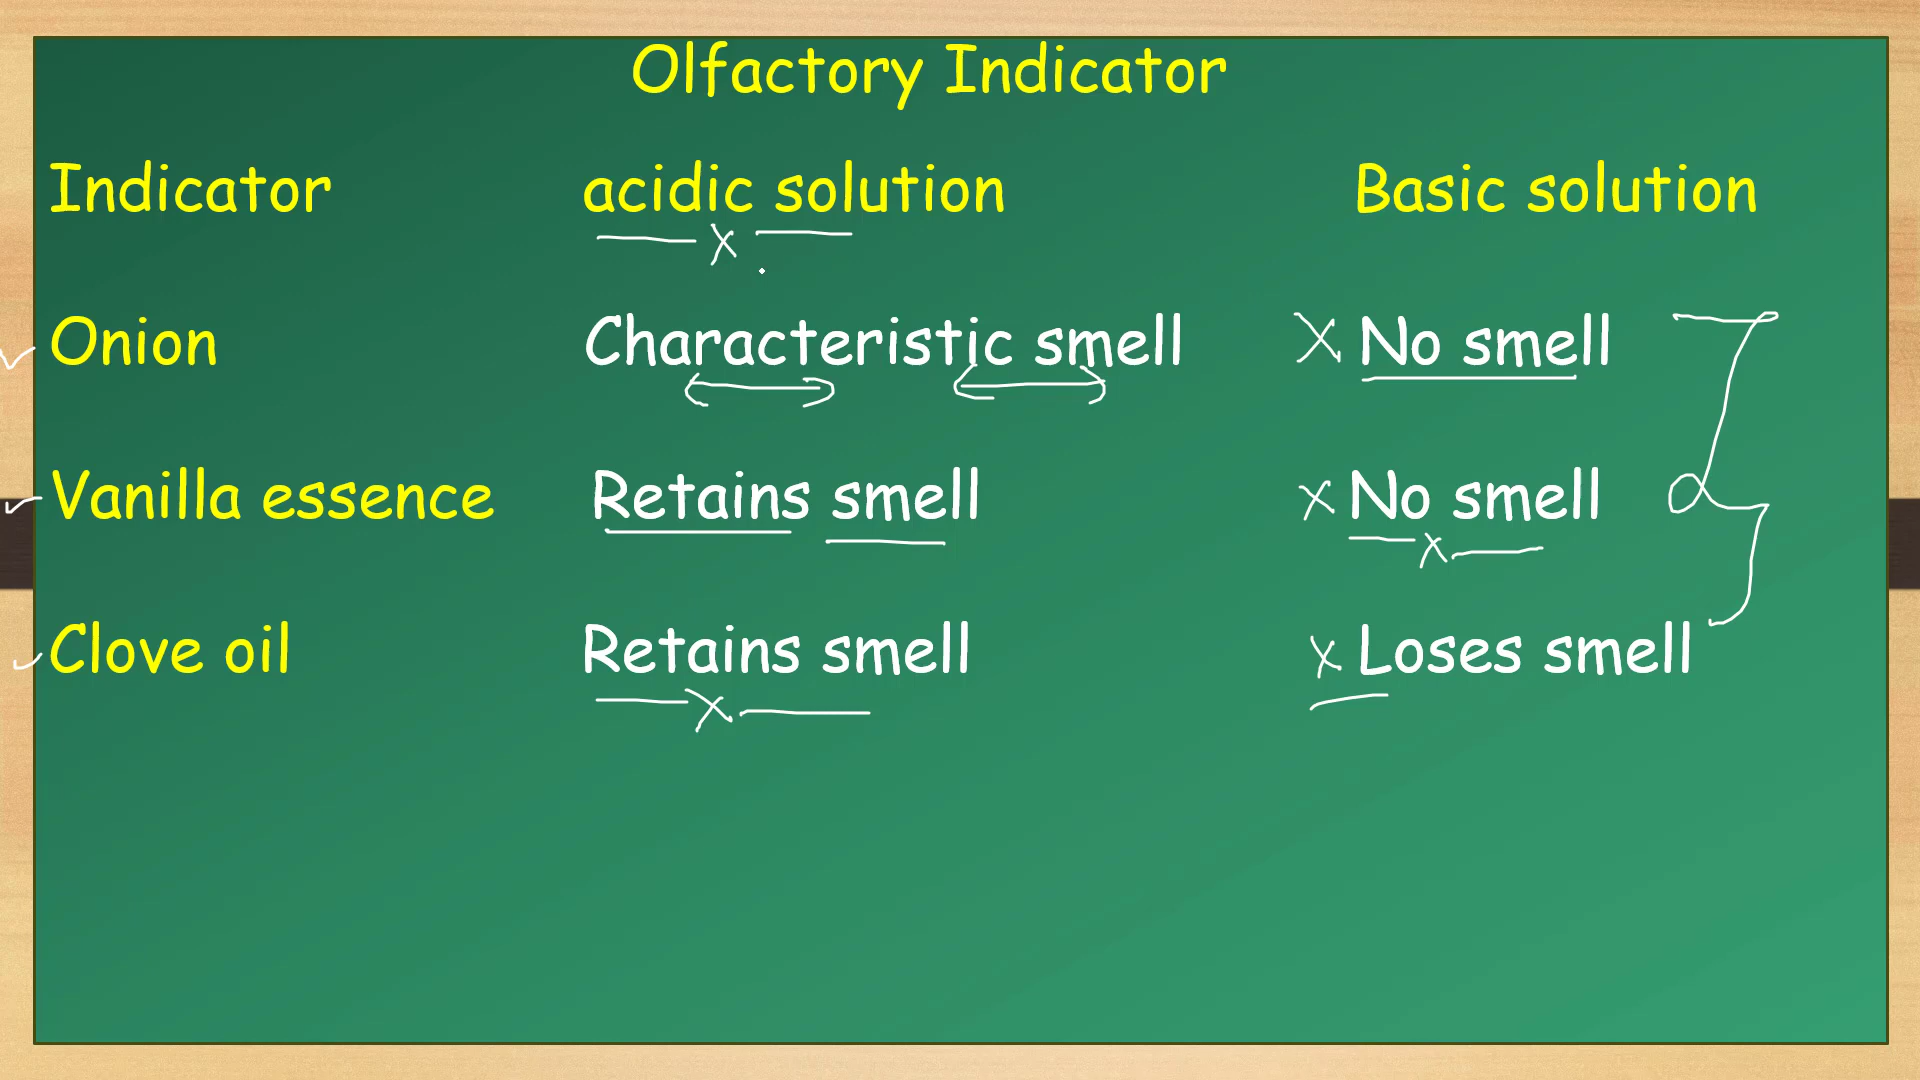 Olfactory Indicator
Indicator acidic solution Basic solution
Onion Characteristic smell X No smell
Vanilla essence Retains smell x No smell
Clove oil Retains smell x Loses smell